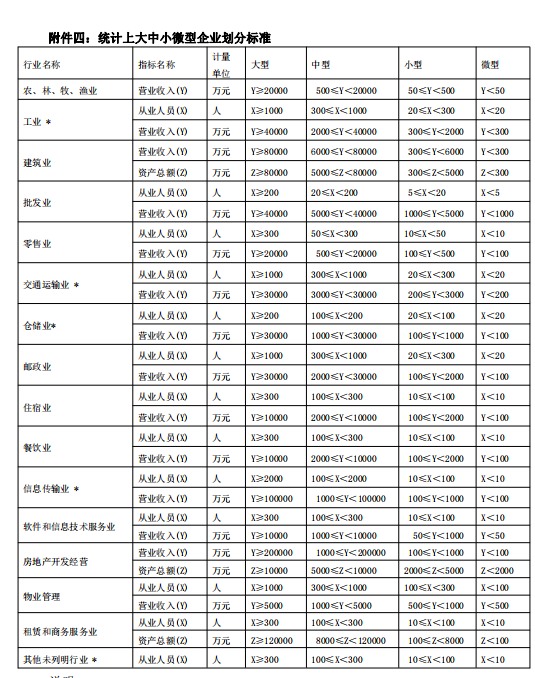 附件四：统计上大中小微型企业划分标准
行业名称 指标名称 计量单位 大型 中型 小型 微型
农、林、牧、渔业 营业收入(Y) 万元 Y≥20000 500≤Y＜20000 50≤Y＜500 Y＜50
工业 * 从业人员(X) 人 X≥1000 300≤X＜1000 20≤X＜300 X＜20
营业收入(Y) 万元 Y≥40000 2000≤Y＜40000 300≤Y＜2000 Y＜300
建筑业 营业收入(Y) 万元 Y≥80000 6000≤Y＜80000 300≤Y＜6000 Y＜300
资产总额(Z) 万元 Z≥80000 5000≤Z＜80000 300≤Z＜5000 Z＜300
批发业 从业人员(X) 人 X≥200 20≤X＜200 5≤X＜20 X＜5
营业收入(Y) 万元 Y≥40000 5000≤Y＜40000 1000≤Y＜5000 Y＜1000
零售业 从业人员(X) 人 X≥300 50≤X＜300 10≤X＜50 X＜10
营业收入(Y) 万元 Y≥20000 500≤Y＜20000 100≤Y＜500 Y＜100
交通运输业 * 从业人员(X) 人 X≥1000 300≤X＜1000 20≤X＜300 X＜20
营业收入(Y) 万元 Y≥30000 3000≤Y＜30000 200≤Y＜3000 Y＜200
仓储业* 从业人员(X) 人 X≥200 100≤X＜200 20≤X＜100 X＜20
营业收入(Y) 万元 Y≥30000 1000≤Y＜30000 100≤Y＜1000 Y＜100
邮政业 从业人员(X) 人 X≥1000 300≤X＜1000 20≤X＜300 X＜20
营业收入(Y) 万元 Y≥30000 2000≤Y＜30000 100≤Y＜2000 Y＜100
住宿业 从业人员(X) 人 X≥300 100≤X＜300 10≤X＜100 X＜10
营业收入(Y) 万元 Y≥10000 2000≤Y＜10000 100≤Y＜2000 Y＜100
餐饮业 从业人员(X) 人 X≥300 100≤X＜300 10≤X＜100 X＜10
营业收入(Y) 万元 Y≥10000 2000≤Y＜10000 100≤Y＜2000 Y＜100
信息传输业 * 从业人员(X) 人 X≥2000 100≤X＜2000 10≤X＜100 X＜10
营业收入(Y) 万元 Y≥100000 1000≤Y＜100000 100≤Y＜1000 Y＜100
软件和信息技术服务业 从业人员(X) 人 X≥300 100≤X＜300 10≤X＜100 X＜10
营业收入(Y) 万元 Y≥10000 1000≤Y＜10000 50≤Y＜1000 Y＜50
房地产开发经营 营业收入(Y) 万元 Y≥200000 1000≤Y＜200000 100≤Y＜1000 Y＜100
资产总额(Z) 万元 Z≥10000 5000≤Z＜10000 2000≤Z＜5000 Z＜2000
物业管理 从业人员(X) 人 X≥1000 300≤X＜1000 100≤X＜300 X＜100
营业收入(Y) 万元 Y≥5000 1000≤Y＜5000 500≤Y＜1000 Y＜500
租赁和商务服务业 从业人员(X) 人 X≥300 100≤X＜300 10≤X＜100 X＜10
资产总额(Z) 万元 Z≥120000 8000≤Z＜120000 100≤Z＜8000 Z＜100
其他未列明行业 * 从业人员(X) 人 X≥300 100≤X＜300 10≤X＜100 X＜10